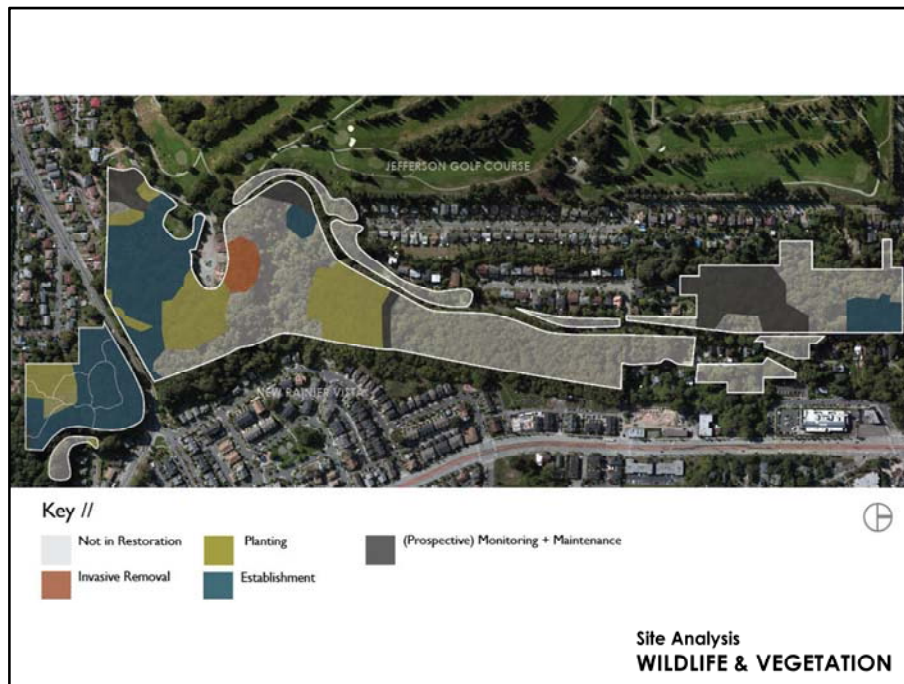 JEFFERSON GOLF COURSE
NEW RAINIER VISTA
Key //
Not in Restoration
Planting
(Prospective) Monitoring + Maintenance
Invasive Removal
Establishment
Site Analysis
WILDLIFE & VEGETATION